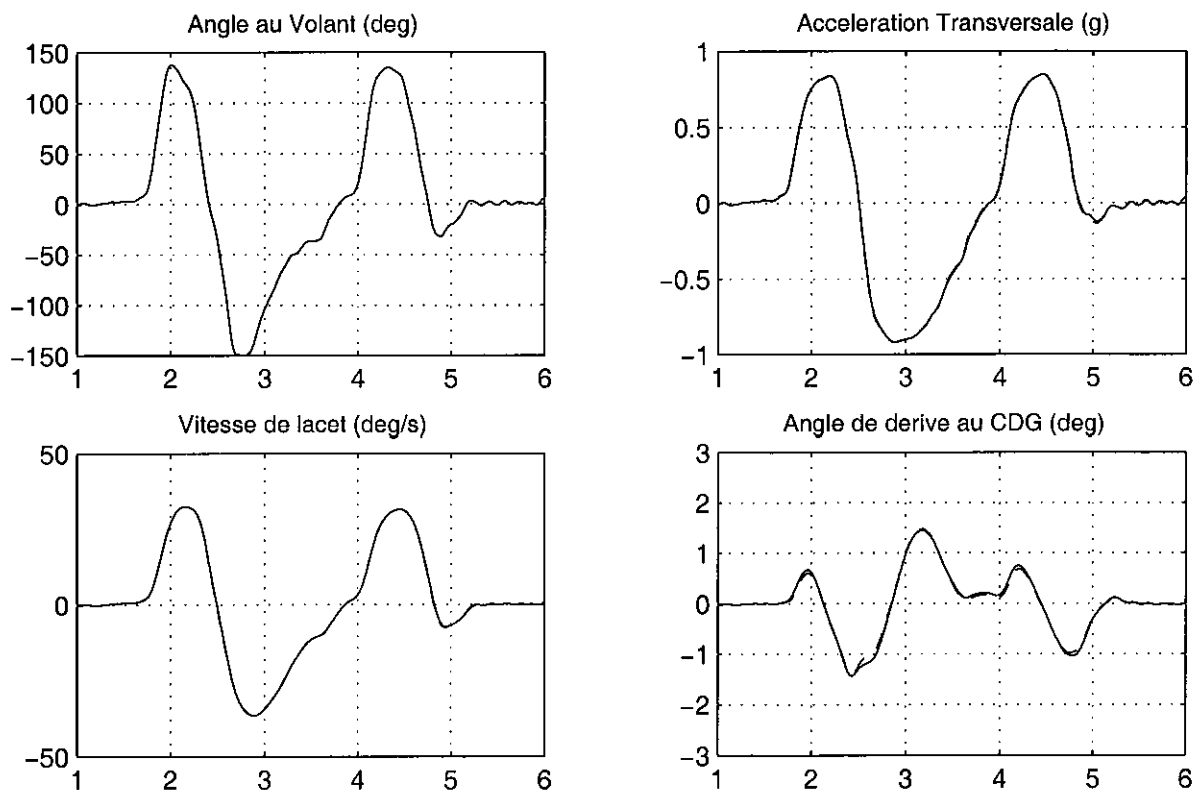 Angle au Volant (deg)
150
100
50
0
−50
−100
−150
1 2 3 4 5 6
Acceleration Transversale (g)
1
0.5
0
−0.5
−1
1 2 3 4 5 6
Vitesse de lacet (deg/s)
50
0
−50
1 2 3 4 5 6
Angle de derive au CDG (deg)
3
2
1
0
−1
−2
−3
1 2 3 4 5 6